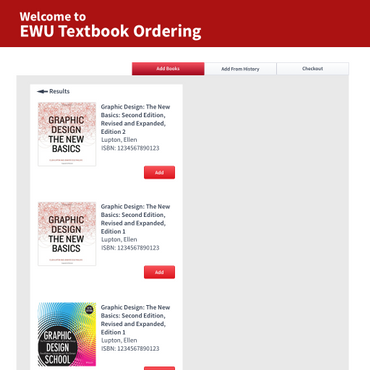 Welcome to
EWU Textbook Ordering
Add Books
Add From History
Checkout
Results
GRAPHIC
DESIGN
THE NEW
BASICS
Graphic Design: The New
Basics: Second Edition,
Revised and Expanded,
Edition 2
Lupton, Ellen
ISBN: 1234567890123
Add
GRAPHIC
DESIGN
THE NEW
BASICS
Graphic Design: The New
Basics: Second Edition,
Revised and Expanded,
Edition 1
Lupton, Ellen
ISBN: 1234567890123
Add
GRAPHIC
DESIGN
SCHOOL
Graphic Design: The New
Basics: Second Edition,
Revised and Expanded,
Edition 1
Lupton, Ellen
ISBN: 1234567890123